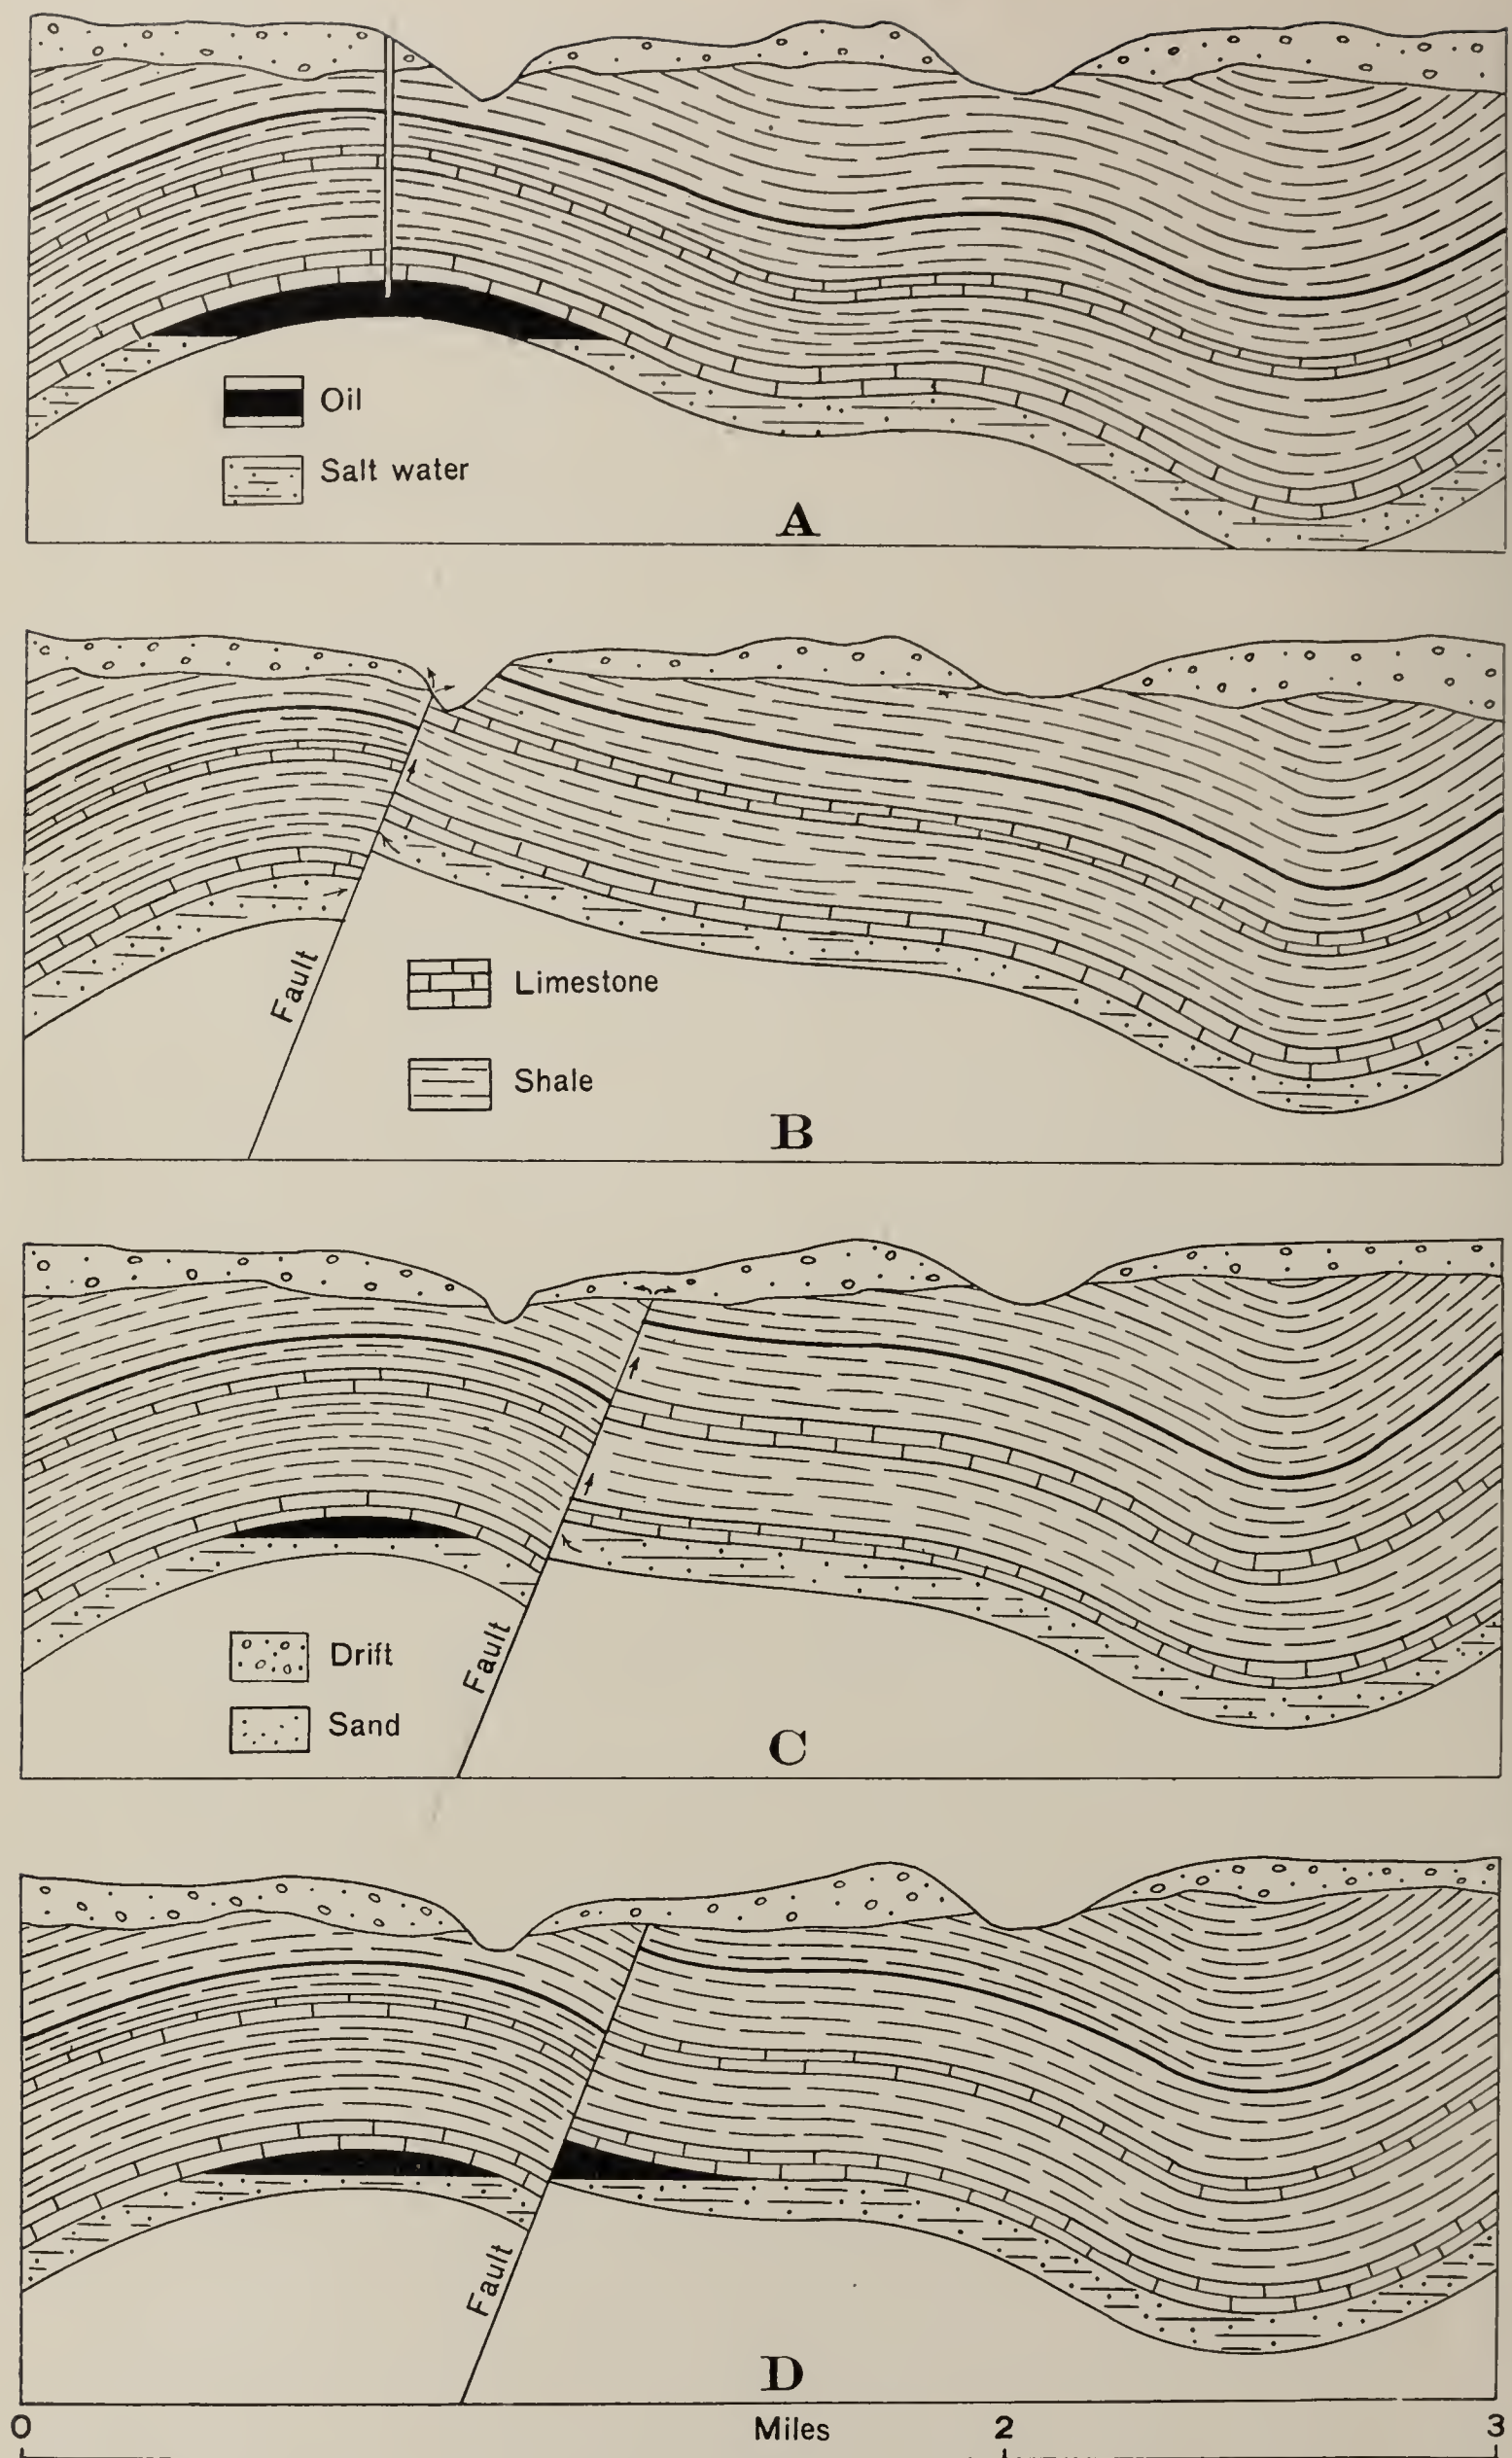 Oil
Salt water
A
Fault
Limestone
Shale
B
Drift
Sand
Fault
C
Fault
D
0 Miles 2 3